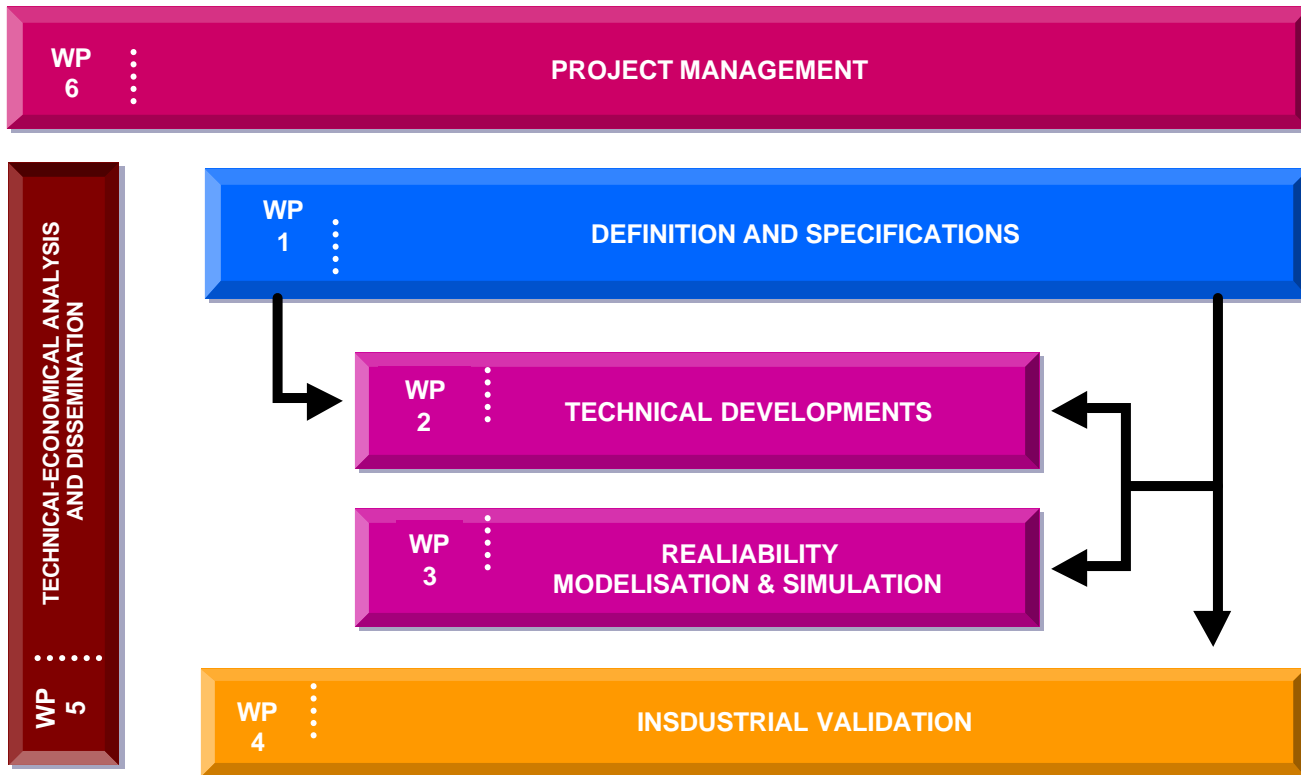 WP
6
PROJECT MANAGEMENT
WP
1
DEFINITION AND SPECIFICATIONS
WP
2
TECHNICAL DEVELOPMENTS
WP
3
REALIABILITY
MODELISATION & SIMULATION
WP
4
INSDUSTRIAL VALIDATION
WP
5
TECHNICAI-ECONOMICAL ANALYSIS
AND DISSEMINATION